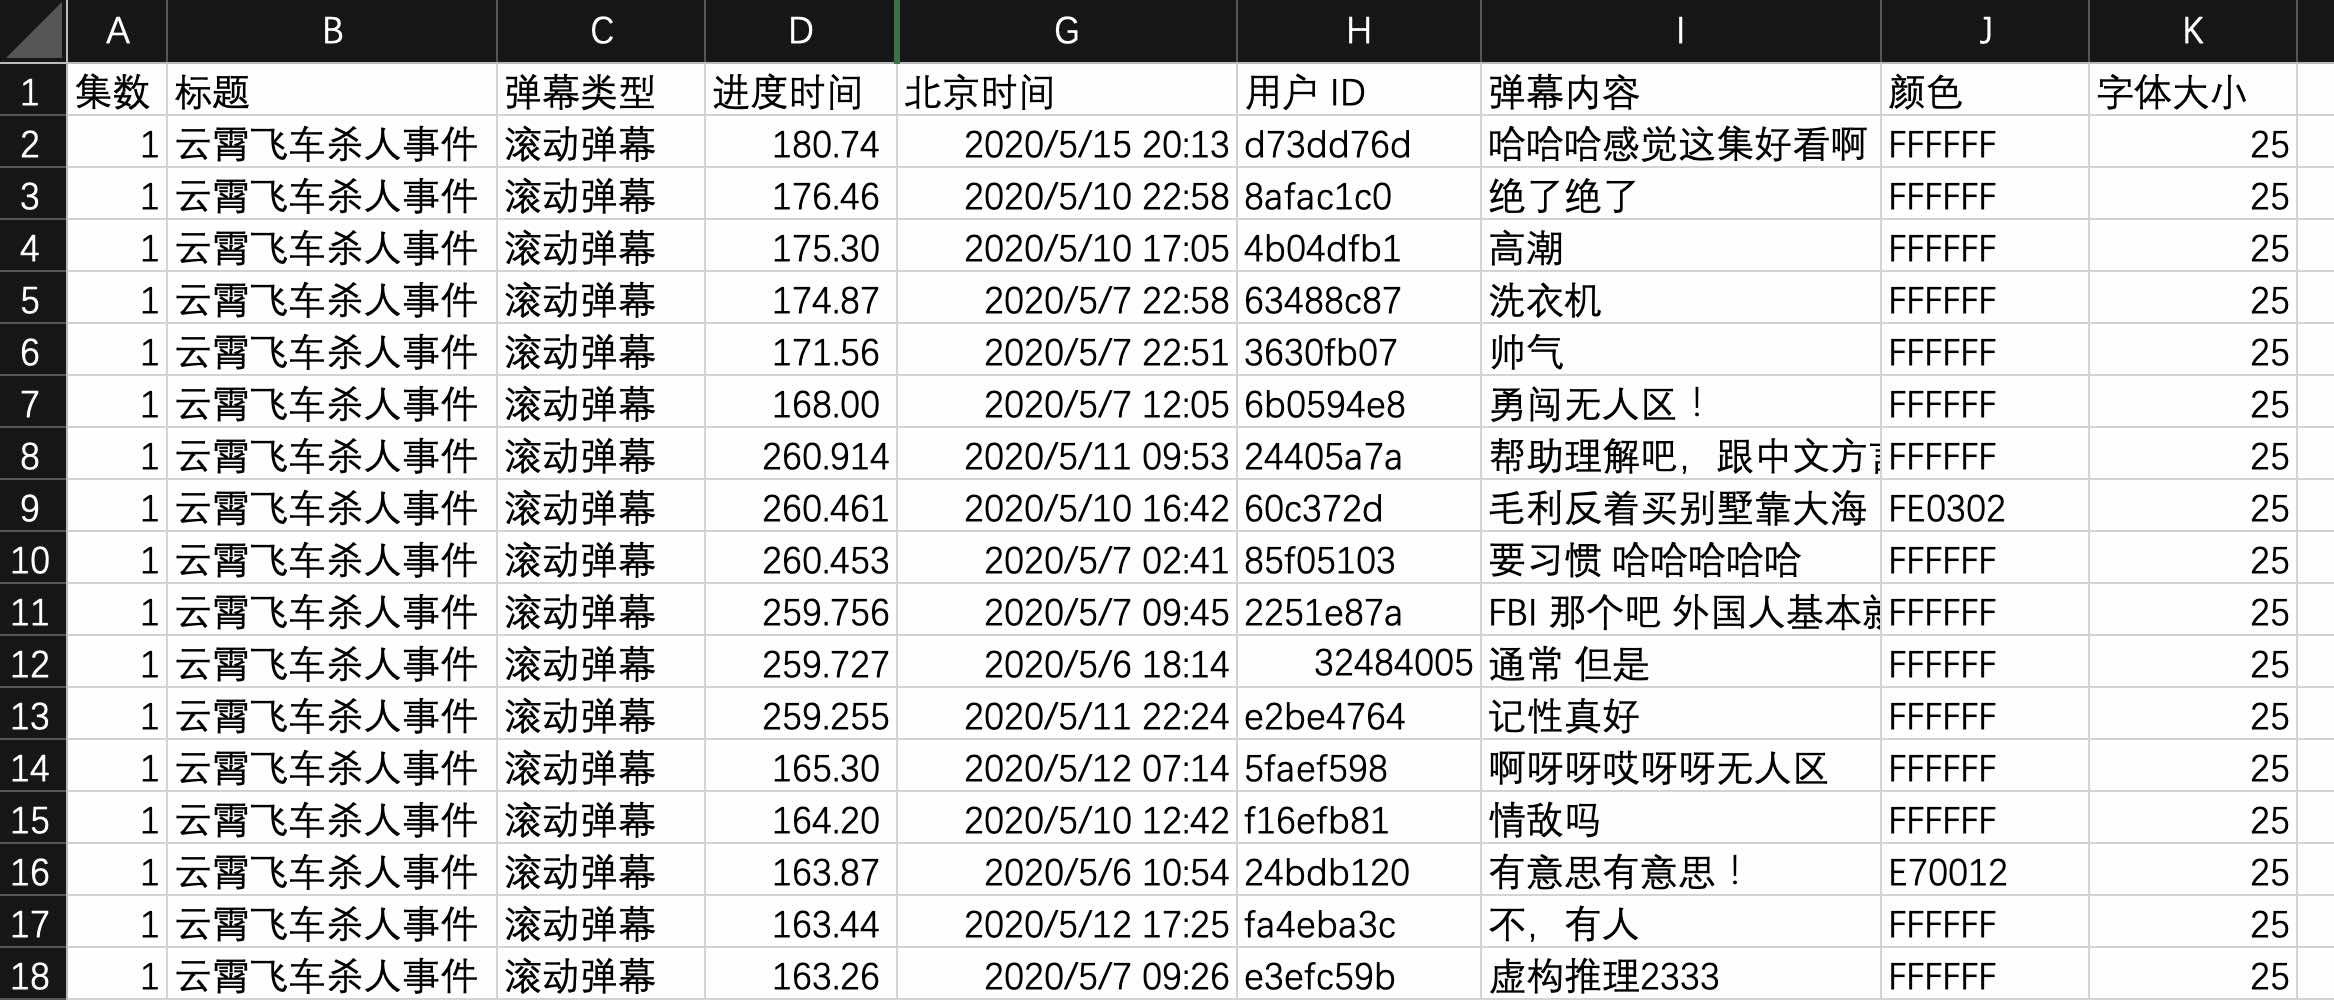 A B C D G H I J K
1 集数 标题 弹幕类型 进度时间 北京时间 用户 ID 弹幕内容 颜色 字体大小
2 1 云霄飞车杀人事件 滚动弹幕 180.74 2020/5/15 20:13 d73dd76d 哈哈哈感觉这集好看啊 FFFFFF 25
3 1 云霄飞车杀人事件 滚动弹幕 176.46 2020/5/10 22:58 8afac1c0 绝了绝了 FFFFFF 25
4 1 云霄飞车杀人事件 滚动弹幕 175.30 2020/5/10 17:05 4b04dfb1 高潮 FFFFFF 25
5 1 云霄飞车杀人事件 滚动弹幕 174.87 2020/5/7 22:58 63488c87 洗衣机 FFFFFF 25
6 1 云霄飞车杀人事件 滚动弹幕 171.56 2020/5/7 22:51 3630fb07 帅气 FFFFFF 25
7 1 云霄飞车杀人事件 滚动弹幕 168.00 2020/5/7 12:05 6b0594e8 勇闯无人区！ FFFFFF 25
8 1 云霄飞车杀人事件 滚动弹幕 260.914 2020/5/11 09:53 24405a7a 帮助理解吧，跟中文方 FFFFFF 25
9 1 云霄飞车杀人事件 滚动弹幕 260.461 2020/5/10 16:42 60c372d 毛利反着买别墅靠大海 FE0302 25
10 1 云霄飞车杀人事件 滚动弹幕 260.453 2020/5/7 02:41 85f05103 要习惯 哈哈哈哈哈 FFFFFF 25
11 1 云霄飞车杀人事件 滚动弹幕 259.756 2020/5/7 09:45 2251e87a FBI 那个吧 外国人基本 FFFFFF 25
12 1 云霄飞车杀人事件 滚动弹幕 259.727 2020/5/6 18:14 32484005 通常 但是 FFFFFF 25
13 1 云霄飞车杀人事件 滚动弹幕 259.255 2020/5/11 22:24 e2be4764 记性真好 FFFFFF 25
14 1 云霄飞车杀人事件 滚动弹幕 165.30 2020/5/12 07:14 5faef598 啊呀呀哎呀呀无人区 FFFFFF 25
15 1 云霄飞车杀人事件 滚动弹幕 164.20 2020/5/10 12:42 f16efb81 情故吗 FFFFFF 25
16 1 云霄飞车杀人事件 滚动弹幕 163.87 2020/5/6 10:54 24bdb120 有意思有意思！ E70012 25
17 1 云霄飞车杀人事件 滚动弹幕 163.44 2020/5/12 17:25 fa4eba3c 不，有人 FFFFFF 25
18 1 云霄飞车杀人事件 滚动弹幕 163.26 2020/5/7 09:26 e3efc59b 虚构推理2333 FFFFFF 25